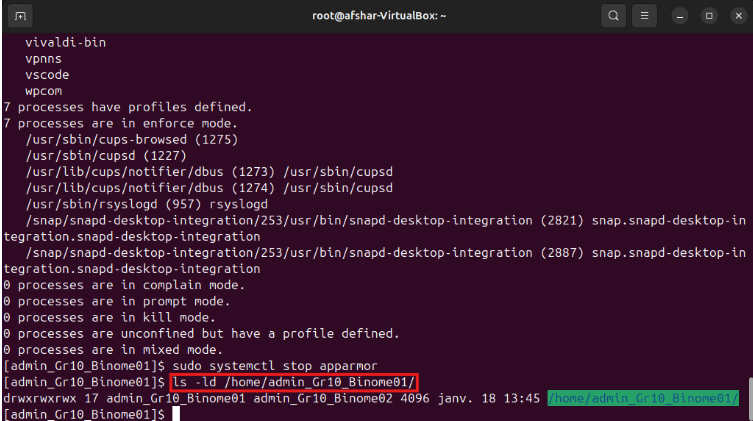 root@afshar-VirtualBox: ~
vivaldi-bin
vpnns
vscode
wpcom
7 processes have profiles defined.
7 processes are in enforce mode.
/usr/sbin/cups-browsed (1275)
/usr/sbin/cupsd (1227)
/usr/lib/cups/notifier/dbus (1273) /usr/sbin/cupsd
/usr/lib/cups/notifier/dbus (1274) /usr/sbin/cupsd
/usr/sbin/rsyslogd (957) rsyslogd
/snap/snapd-desktop-integration/253/usr/bin/snapd-desktop-integration (2821) snap.snapd-desktop-in
tegration.snapd-desktop-integration
/snap/snapd-desktop-integration/253/usr/bin/snapd-desktop-integration (2887) snap.snapd-desktop-in
tegration.snapd-desktop-integration
0 processes are in complain mode.
0 processes are in prompt mode.
0 processes are in kill mode.
0 processes are unconfined but have a profile defined.
0 processes are in mixed mode.
[admin_Gr10_Binome01]$ sudo systemctl stop apparmor
[admin_Gr10_Binome01]$ ls -ld /home/admin_Gr10_Binome01/
drwxrwxrwx 17 admin_Gr10_Binome01 admin_Gr10_Binome02 4096 janv. 18 13:45 /home/admin_Gr10_Binome01/
[admin_Gr10_Binome01]$